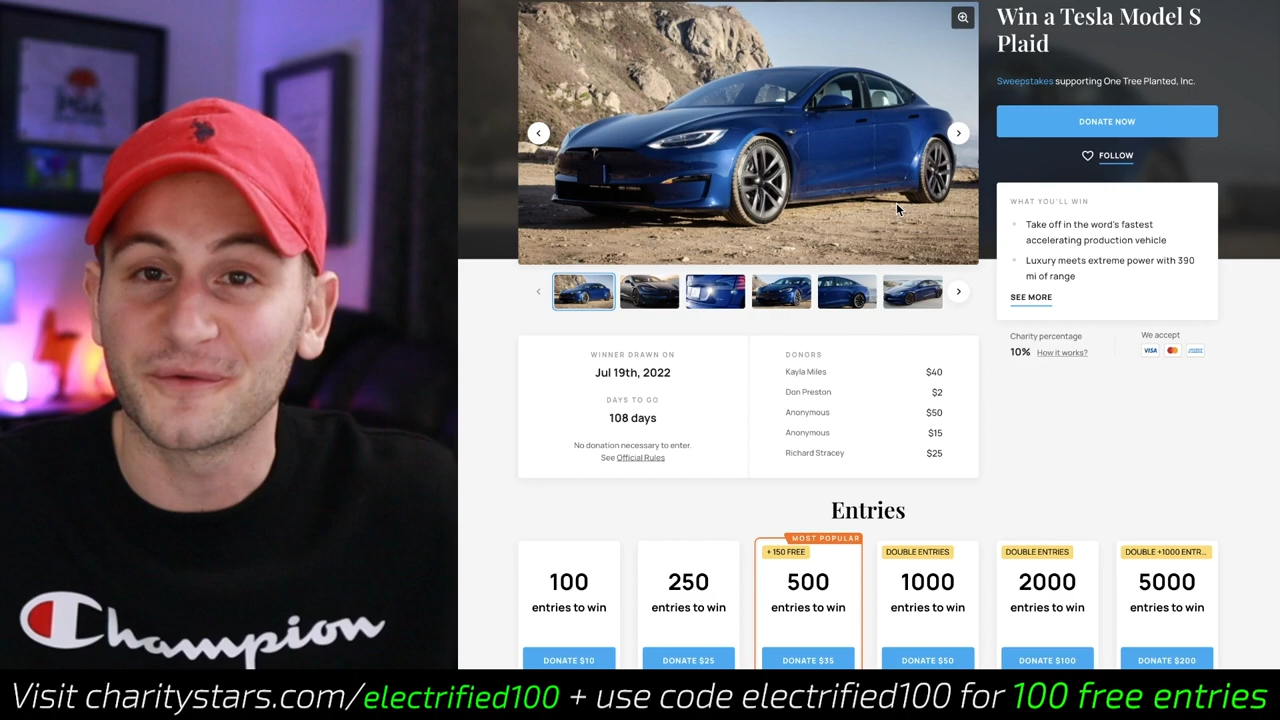 PGA
Champion
Win a Tesla Model S
Plaid
Sweepstakes supporting One Tree Planted, Inc.
DONATE NOW
FOLLOW
WHAT YOU'LL WIN
Take off in the word's fastest
accelerating production vehicle
Luxury meets extreme power with 390
mi of range
SEE MORE
Charity percentage
10% How it works?
We accept
VISA
WINNER DRAWN ON
Jul 19th, 2022
DAYS TO GO
108 days
No donation necessary to enter.
See Official Rules
DONORS
Kayla Miles $40
Don Preston $2
Anonymous $50
Anonymous $15
Richard Stracey $25
Entries
100
entries to win
DONATE $10
250
entries to win
DONATE $25
MOST POPULAR
+ 150 FREE
500
entries to win
DONATE $35
DOUBLE ENTRIES
1000
entries to win
DONATE $50
DOUBLE ENTRIES
2000
entries to win
DONATE $100
DOUBLE +1000 ENTR...
5000
entries to win
DONATE $200
Visit charitystars.com/electrified100 + use code electrified100 for 100 free entries